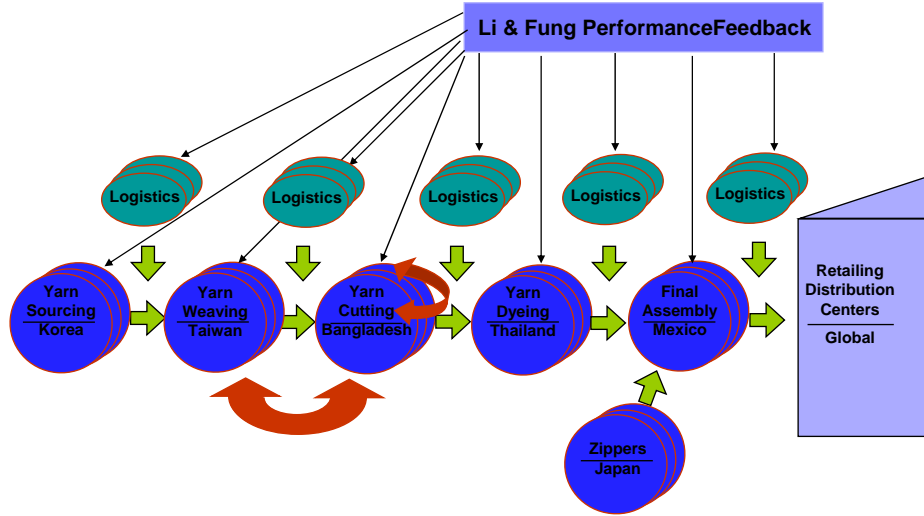 Li & Fung PerformanceFeedback
Logistics
Logistics
Logistics
Logistics
Logistics
Yarn
Sourcing
Korea
Yarn
Weaving
Taiwan
Yarn
Cutting
Bangladesh
Yarn
Dyeing
Thailand
Final
Assembly
Mexico
Retailing
Distribution
Centers
Global
Zippers
Japan